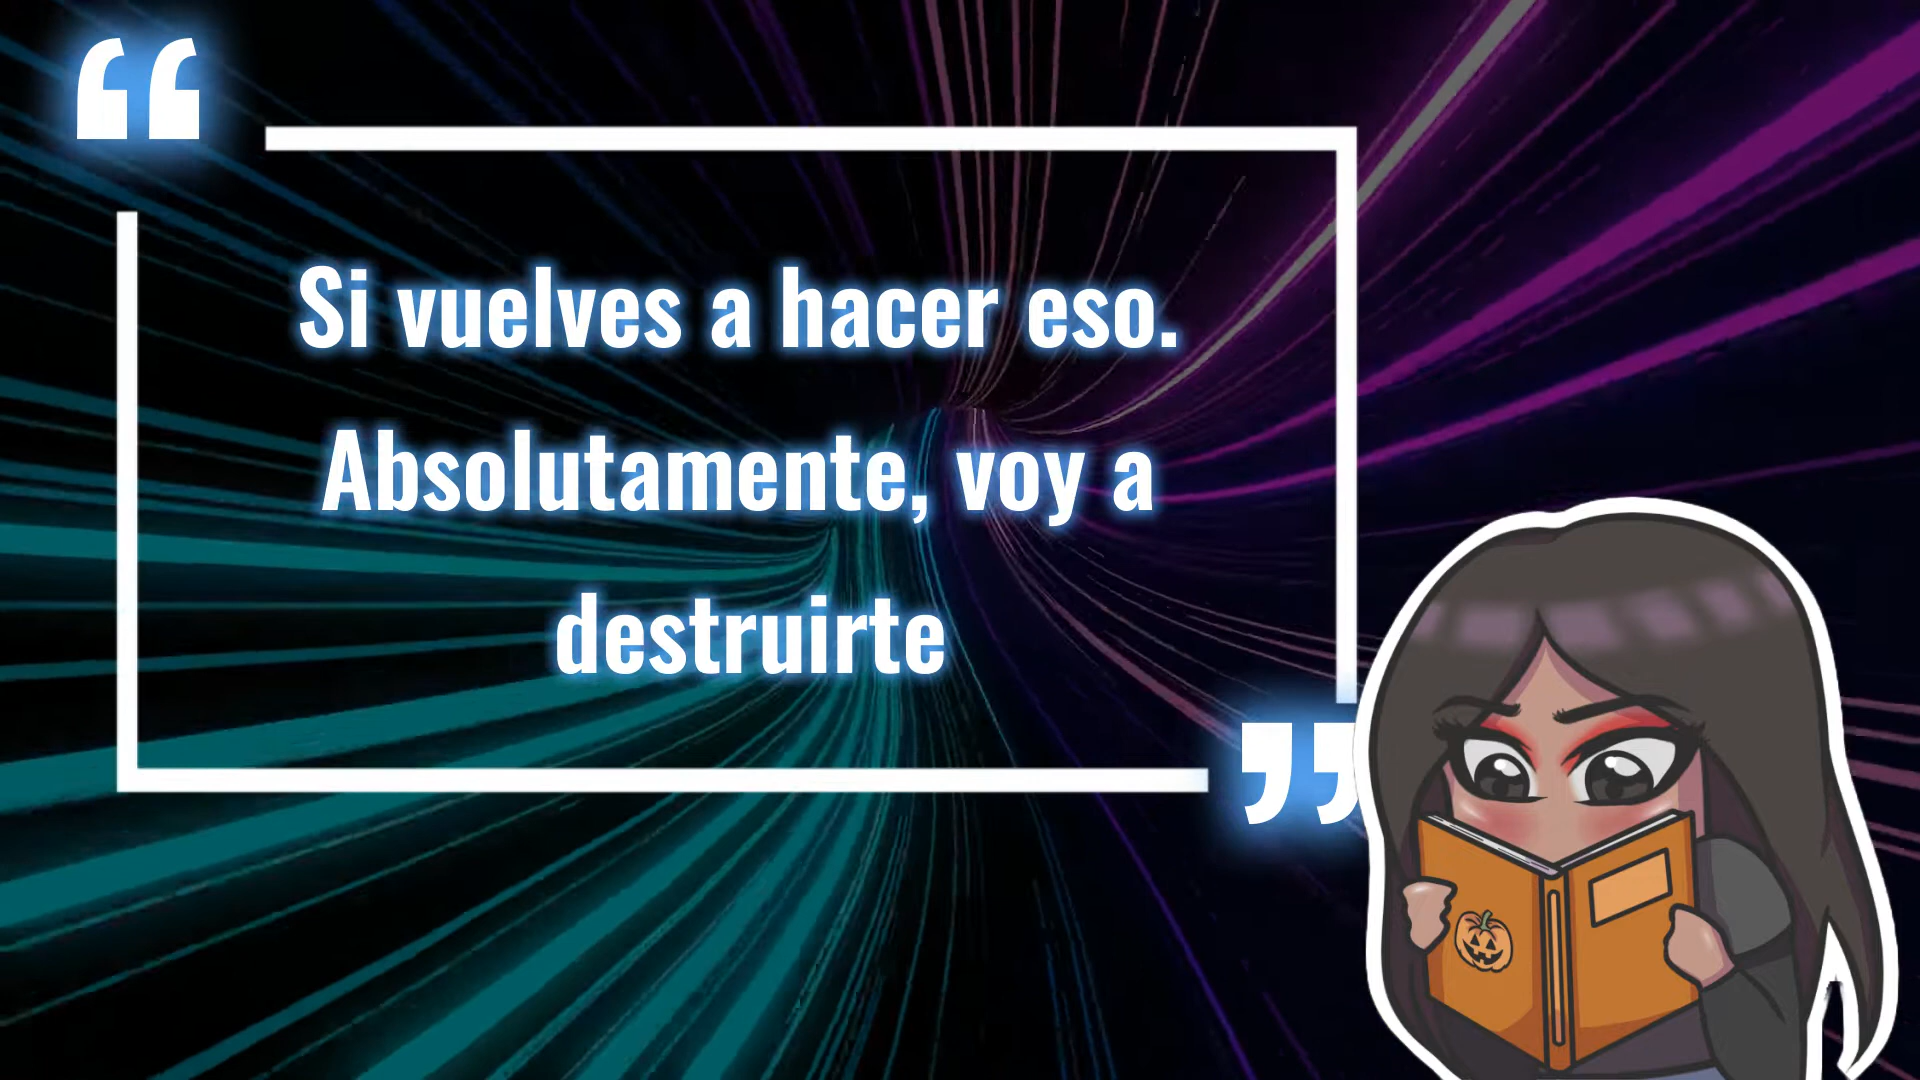 “
Si vuelves a hacer eso.
Absolutamente, voy a
destruirte
”